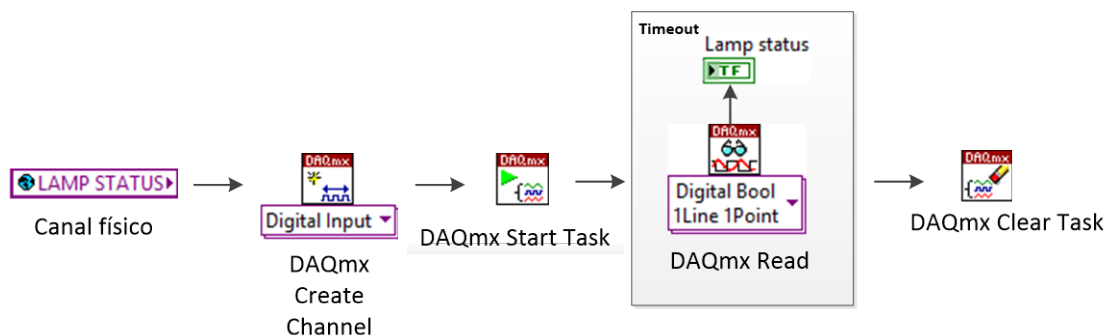 LAMP STATUS
Canal físico
DAQmx
Digital Input
DAQmx
Create
Channel
DAQmx
DAQmx Start Task
Timeout
Lamp status
TF
DAQmx
Digital Bool
1Line 1Point
DAQmx Read
DAQmx
DAQmx Clear Task